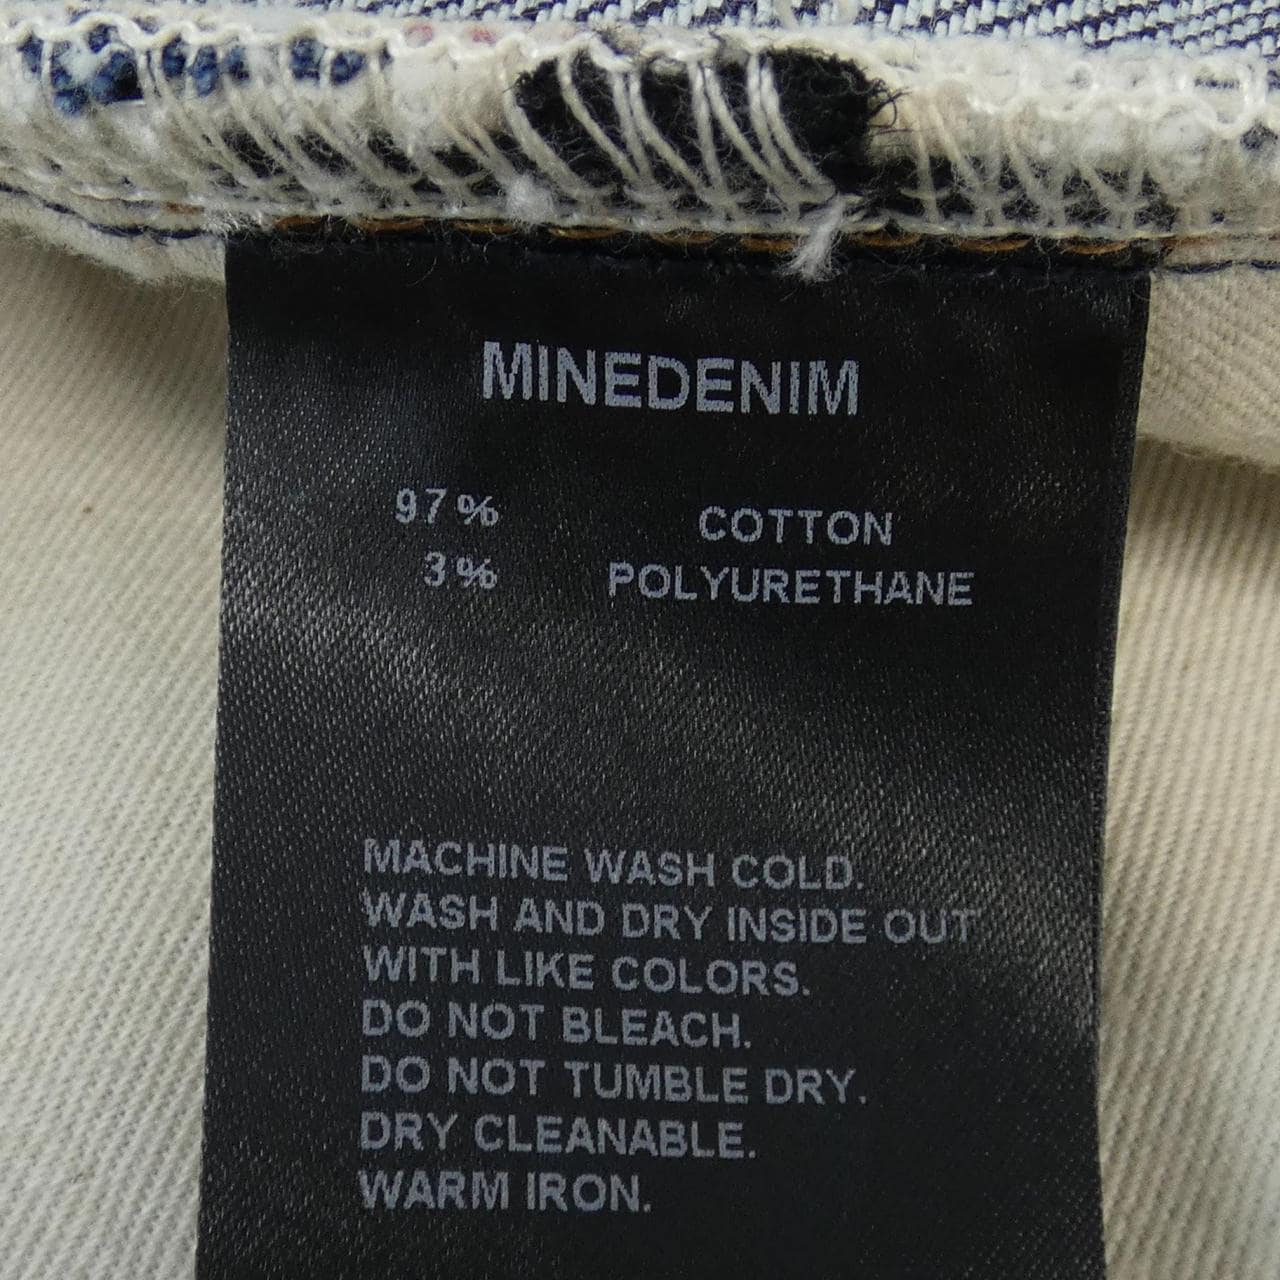 MINEDENIM
97% COTTON
3% POLYURETHANE
MACHINE WASH COLD.
WASH AND DRY INSIDE OUT
WITH LIKE COLORS.
DO NOT BLEACH.
DO NOT TUMBLE DRY.
DRY CLEANABLE.
WARM IRON.